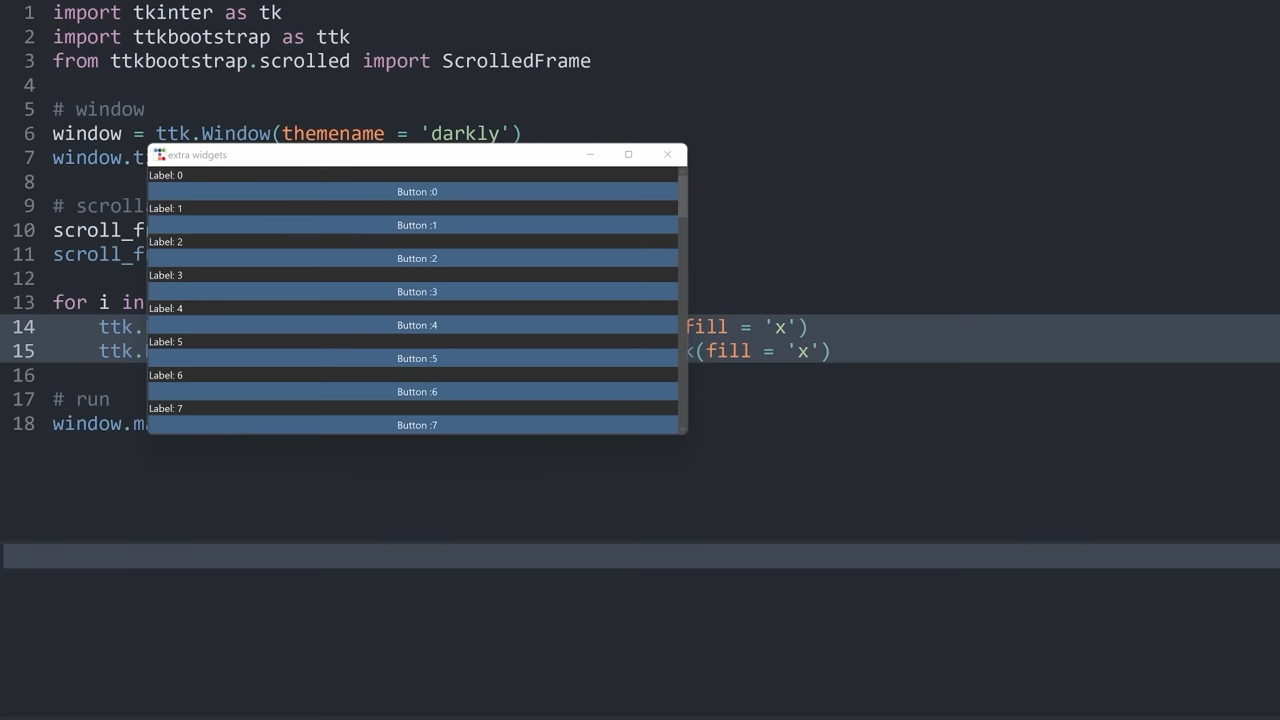 1 import tkinter as tk
2 import ttkbootstrap as ttk
3 from ttkbootstrap.scrolled import ScrolledFrame
4
5 # window
6 window = ttk.Window(themename = 'darkly')
7 window.t
8
9 # scroll
10 scroll_f
11 scroll_f
12
13 for i in
14 ttk. fill = 'x')
15 ttk. (fill = 'x')
16
17 # run
18 window.m
extra widgets
Label: 0
Button :0
Label: 1
Button :1
Label: 2
Button :2
Label: 3
Button :3
Label: 4
Button :4
Label: 5
Button :5
Label: 6
Button :6
Label: 7
Button :7